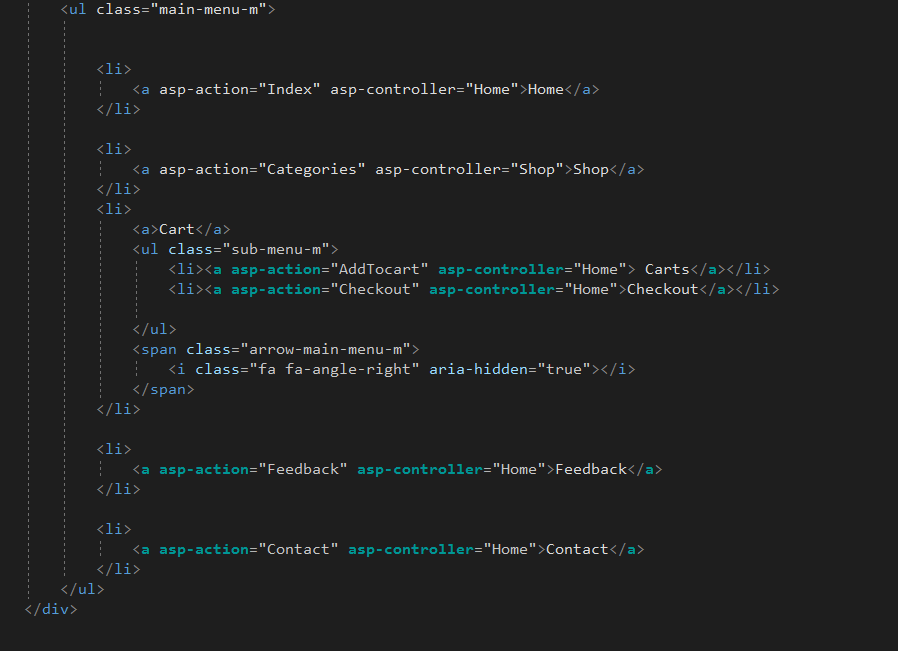 <ul class="main-menu-m">
<li>
<a asp-action="Index" asp-controller="Home">Home</a>
</li>
<li>
<a asp-action="Categories" asp-controller="Shop">Shop</a>
</li>
<li>
<a>Cart</a>
<ul class="sub-menu-m">
<li><a asp-action="AddTocart" asp-controller="Home"> Carts</a></li>
<li><a asp-action="Checkout" asp-controller="Home">Checkout</a></li>
</ul>
<span class="arrow-main-menu-m">
<i class="fa fa-angle-right" aria-hidden="true"></i>
</span>
</li>
<li>
<a asp-action="Feedback" asp-controller="Home">Feedback</a>
</li>
<li>
<a asp-action="Contact" asp-controller="Home">Contact</a>
</li>
</ul>
</div>